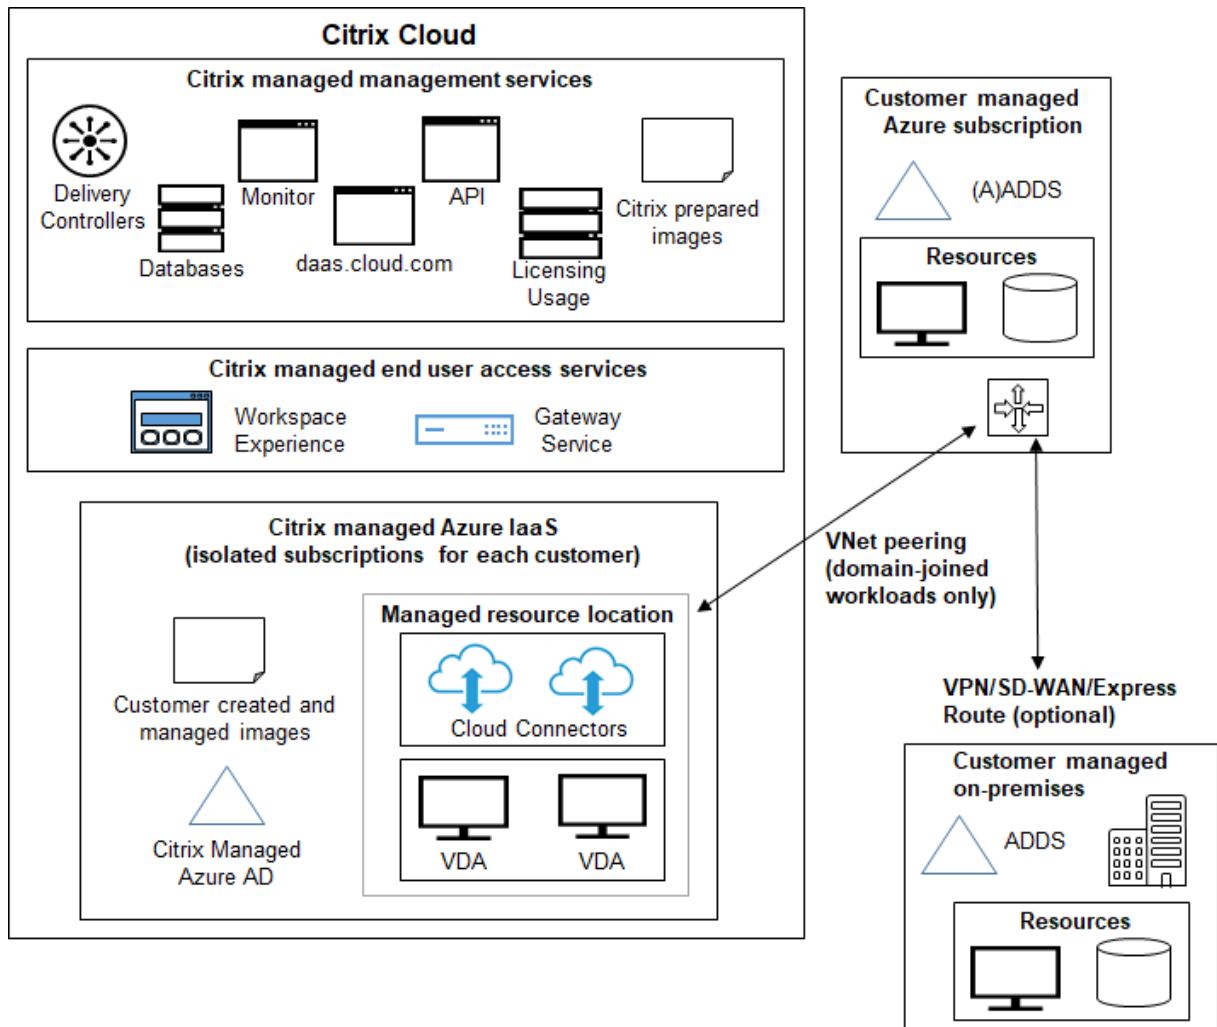 Citrix Cloud
Citrix managed management services
Delivery
Controllers
Databases
Monitor
daas.cloud.com
API
Licensing
Usage
Citrix prepared
images
Citrix managed end user access services
Workspace
Experience
Gateway
Service
Citrix managed Azure IaaS
(isolated subscriptions for each customer)
Customer created and
managed images
Citrix Managed
Azure AD
Managed resource location
Cloud Connectors
VDA
VDA
Customer managed
Azure subscription
(A)ADDS
Resources
VNet peering
(domain-joined
workloads only)
VPN/SD-WAN/Express
Route (optional)
Customer managed
on-premises
ADDS
Resources